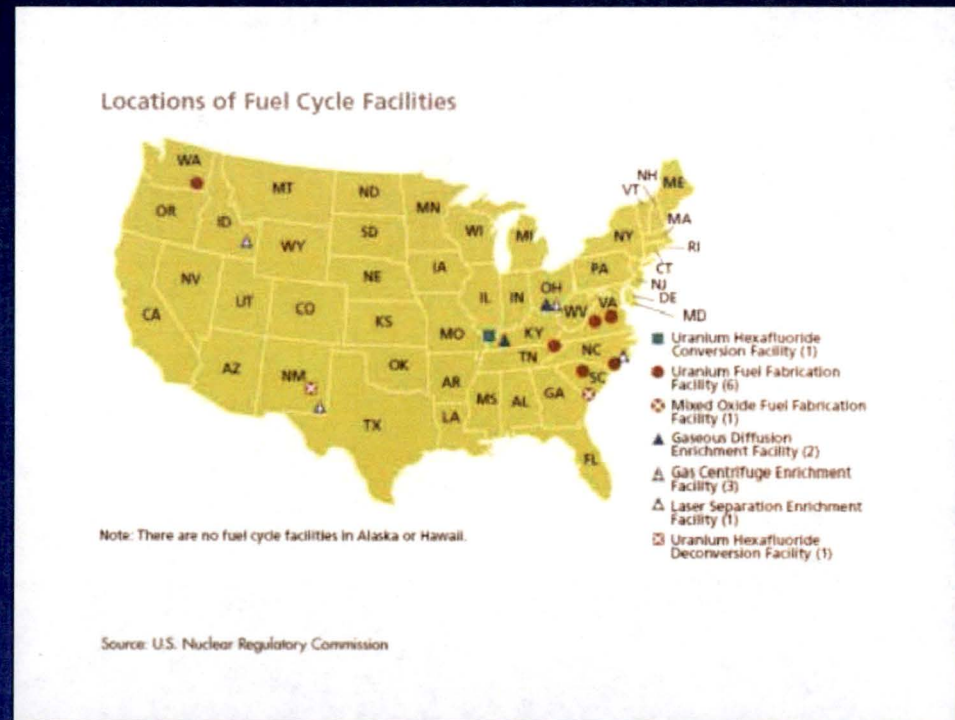 Locations of Fuel Cycle Facilities
WA
MT
ND
MN
OR
ID
WY
SD
WI
MI
NY
VT
NH
ME
MA
RI
CT
NJ
DE
MD
NV
UT
CO
NE
IA
IL
IN
OH
PA
WV
VA
CA
AZ
NM
KS
MO
KY
TN
NC
SC
OK
AR
TX
LA
MS
AL
GA
FL
Uranium Hexafluoride
Conversion Facility (1)
Uranium Fuel Fabrication
Facility (6)
Mixed Oxide Fuel Fabrication
Facility (1)
Gaseous Diffusion
Enrichment Facility (2)
Gas Centrifuge Enrichment
Facility (3)
Laser Separation Enrichment
Facility (1)
Uranium Hexafluoride
Deconversion Facility (1)
Note: There are no fuel cycle facilities in Alaska or Hawaii.
Source: U.S. Nuclear Regulatory Commission